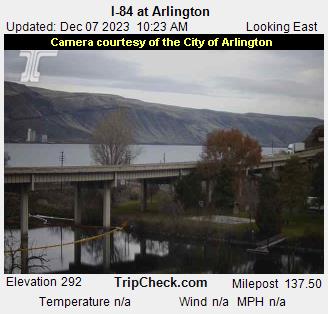 I-84 at Arlington
Updated: Dec 07 2023 10:23 AM Looking East
Camera courtesy of the City of Arlington
Elevation 292 TripCheck.com Milepost 137.50
Temperature n/a Wind n/a MPH n/a